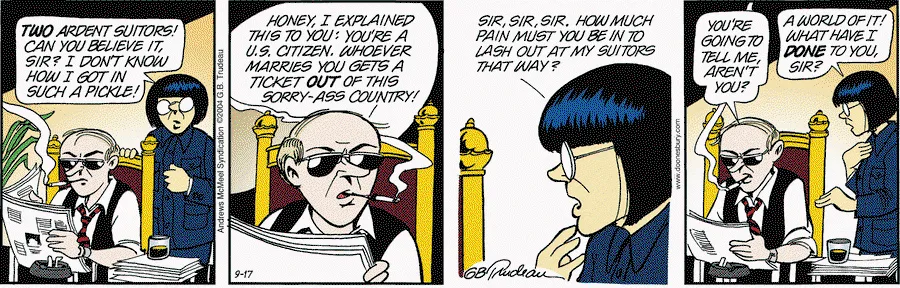 TWO ARDENT SUITORS!
CAN YOU BELIEVE IT,
SIR? I DON'T KNOW
HOW I GOT IN
SUCH A PICKLE!
Andrews McMeel Syndication ©2004 G.B. Trudeau
HONEY, I EXPLAINED
THIS TO YOU: YOU'RE A
U.S. CITIZEN. WHOEVER
MARRIES YOU GETS A
TICKET OUT OF THIS
SORRY-ASS COUNTRY!
9-17
SIR, SIR, SIR. HOW MUCH
PAIN MUST YOU BE IN TO
LASH OUT AT MY SUITORS
THAT WAY?
GBTrudeau
www.doonesbury.com
YOU'RE
GOING TO
TELL ME,
AREN'T
YOU?
A WORLD OF IT!
WHAT HAVE I
DONE TO YOU,
SIR?